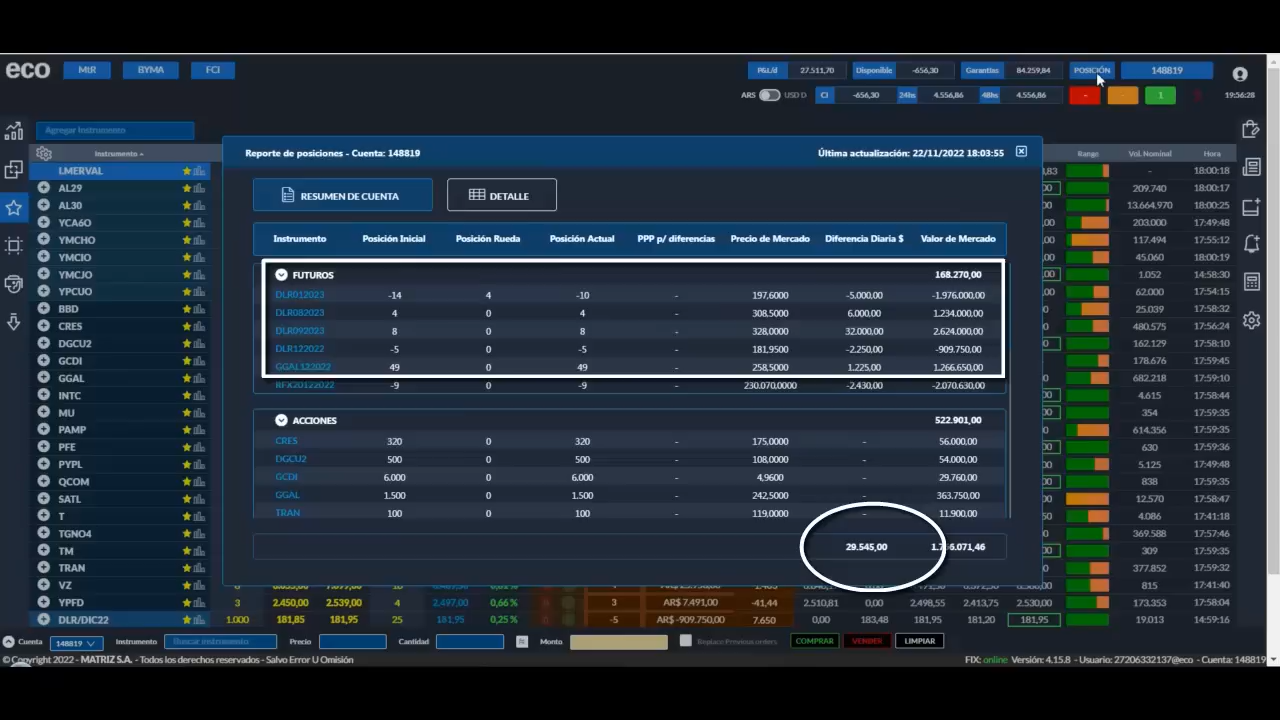 eco MtR BYMA FCI P&L/d 27.511,70 Disponible -656,30 Garantías 84.259,84 POSICIÓN 148819
ARS USD D CI -656,30 24hs 4.556,86 48hs 4.556,86 - - 1 19:56:28
Agregar Instrumento
Reporte de posiciones - Cuenta: 148819 Última actualización: 22/11/2022 18:03:55
Instrumento Range Vol. Nominal Hora
LMERVAL - 18:00:18
AL29 209.740 18:00:17
AL30 13.664,970 18:00:25
YCA6O 203.000 17:49:48
YMCHO 117.494 17:55:12
YMCIO 45.060 18:00:19
YMCJO 1.052 14:58:30
YPCUO 62.000 17:54:15
BBD 25.039 17:58:32
CRES 480.575 17:56:24
DGCU2 162.129 17:58:10
GCDI 178.676 17:59:45
GGAL 682.218 17:59:10
INTC 4.615 17:58:44
MU 354 17:59:35
PAMP 614.356 17:59:36
PFE 630 17:59:36
PYPL 5.125 17:49:48
QCOM 838 17:59:35
SATL 12.570 17:58:47
T 4.086 17:41:18
TGNO4 369.588 17:57:46
TM 309 17:59:35
TRAN 377.852 17:59:32
VZ 815 17:41:40
RESUMEN DE CUENTA DETALLE
Instrumento Posición Inicial Posición Rueda Posición Actual PPP p/ diferencias Precio de Mercado Diferencia Diaria $ Valor de Mercado
FUTUROS 168.270,00
DLR012023 -14 4 -10 - 197,6000 -5.000,00 -1.976.000,00
DLR082023 4 0 4 - 308,5000 6.000,00 1.234.000,00
DLR092023 8 0 8 - 328,0000 32.000,00 2.624.000,00
DLR122022 -5 0 -5 - 181,9500 -2.250,00 -909.750,00
GGAL122022 49 0 49 - 258,5000 1.225,00 1.266.650,00
RFX20122022 -9 0 -9 - 230.070,0000 -2.430,00 -2.070.630,00
ACCIONES 522.901,00
CRES 320 0 320 - 175,0000 - 56.000,00
DGCU2 500 0 500 - 108,0000 - 54.000,00
GCDI 6.000 0 6.000 - 4,9600 - 29.760,00
GGAL 1.500 0 1.500 - 242,5000 - 363.750,00
TRAN 100 0 100 - 119,0000 - 11.900,00
29.545,00
YPFD 3 2.450,00 2.539,00 4 2.497,00 0,66 % 3 AR$ 7.491,00 -41,44 2.510,81 0,00 2.498,55 2.413,75 2.530,00 173.353 17:58:04
DLR/DIC22 1.000 181,85 181,95 25 181,95 0,25 % -5 AR$ -909.750,00 7.650 0,00 183,48 181,95 181,20 181,95 19.013 14:59:16
Cuenta 148819 Instrumento Buscar instrumento Precio Cantidad Monto Replace Previous orders COMPRAR VENDER LIMPIAR
© Copyright 2022 - MATRIZ S.A. - Todos los derechos reservados - Salvo Error U Omisión FIX: online Versión: 4.15.8 - Usuario: 27206332137@eco - Cuenta: 148819